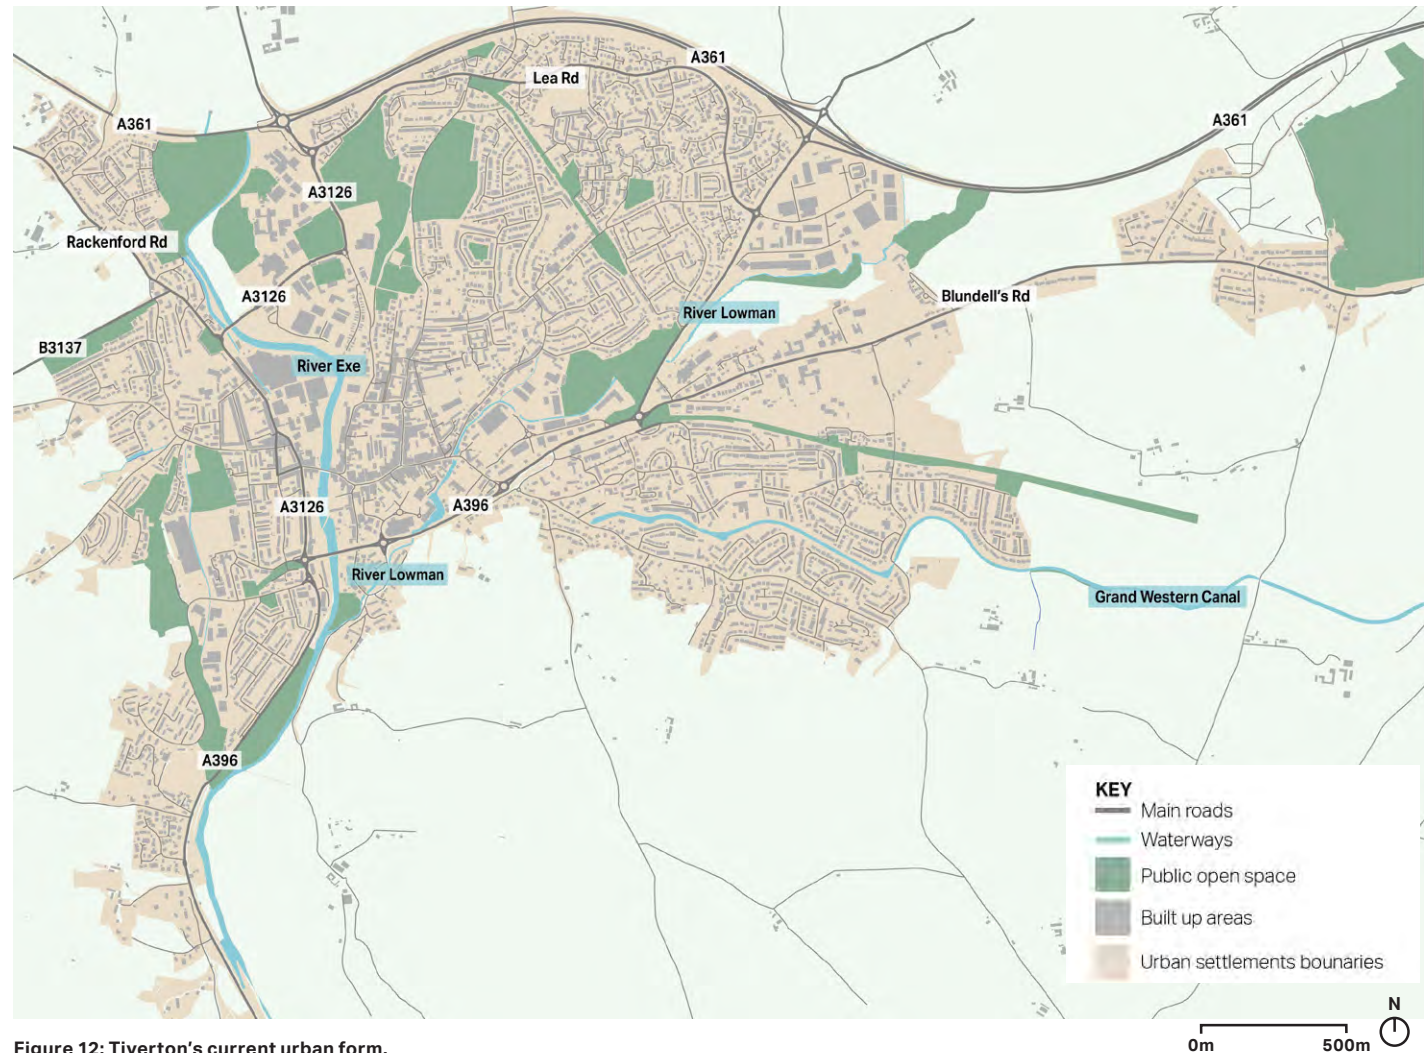 A361
Lea Rd
A361
A361
A3126
Rackenford Rd
A3126
Blundell's Rd
River Lowman
B3137
River Exe
A3126
A396
River Lowman
Grand Western Canal
A396
KEY
Main roads
Waterways
Public open space
Built up areas
Urban settlements bounaries
N
0m
500m
Figure 12: Tiverton's current urban form.